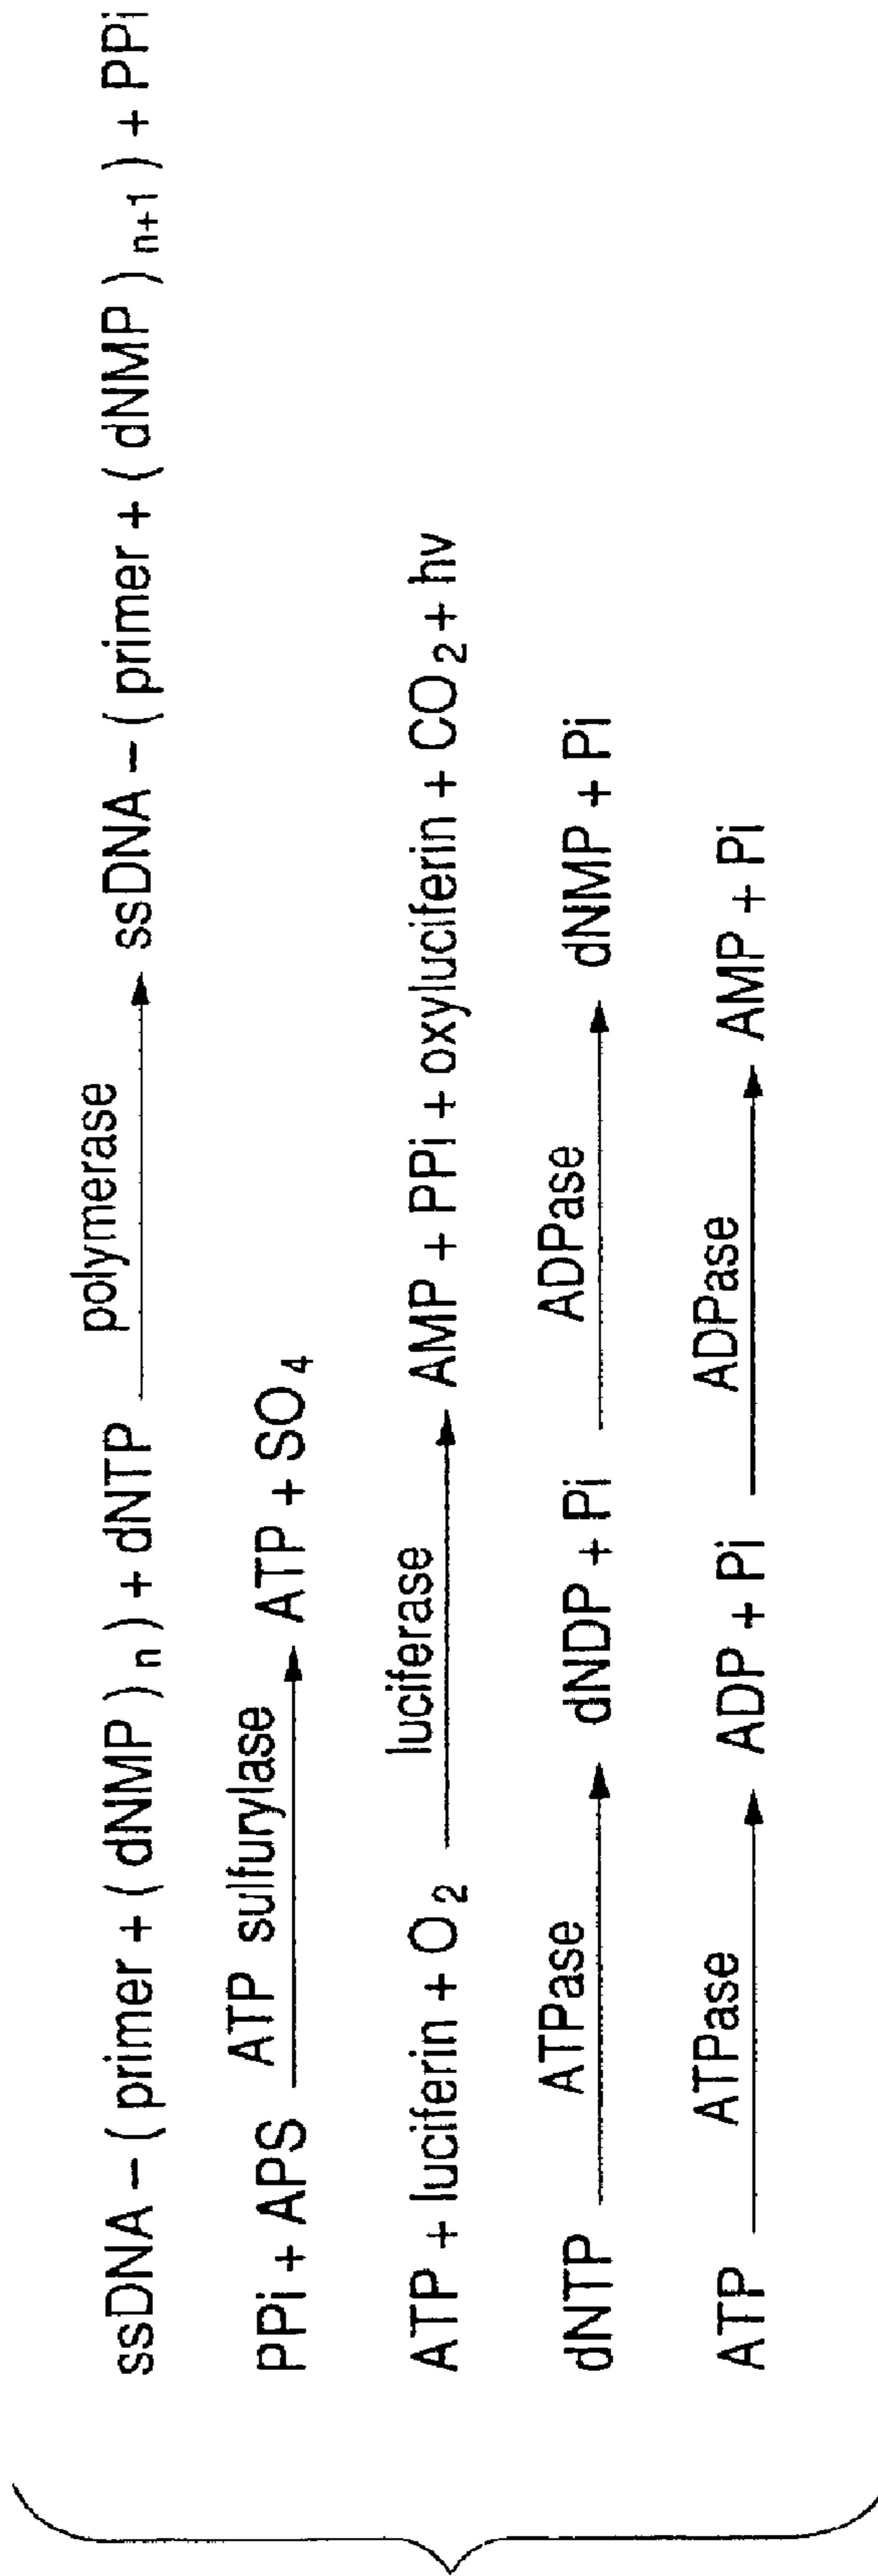 ssDNA – ( primer + ( dNMP ) n ) + dNTP polymerase ssDNA – ( primer + ( dNMP ) n+1 ) + PPi
PPi + APS ATP sulfurylase ATP + SO4
ATP + luciferin + O2 luciferase AMP + PPi + oxyluciferin + CO2 + hν
dNTP ATPase dNDP + Pi ADPase dNMP + Pi
ATP ATPase ADP + Pi ADPase AMP + Pi